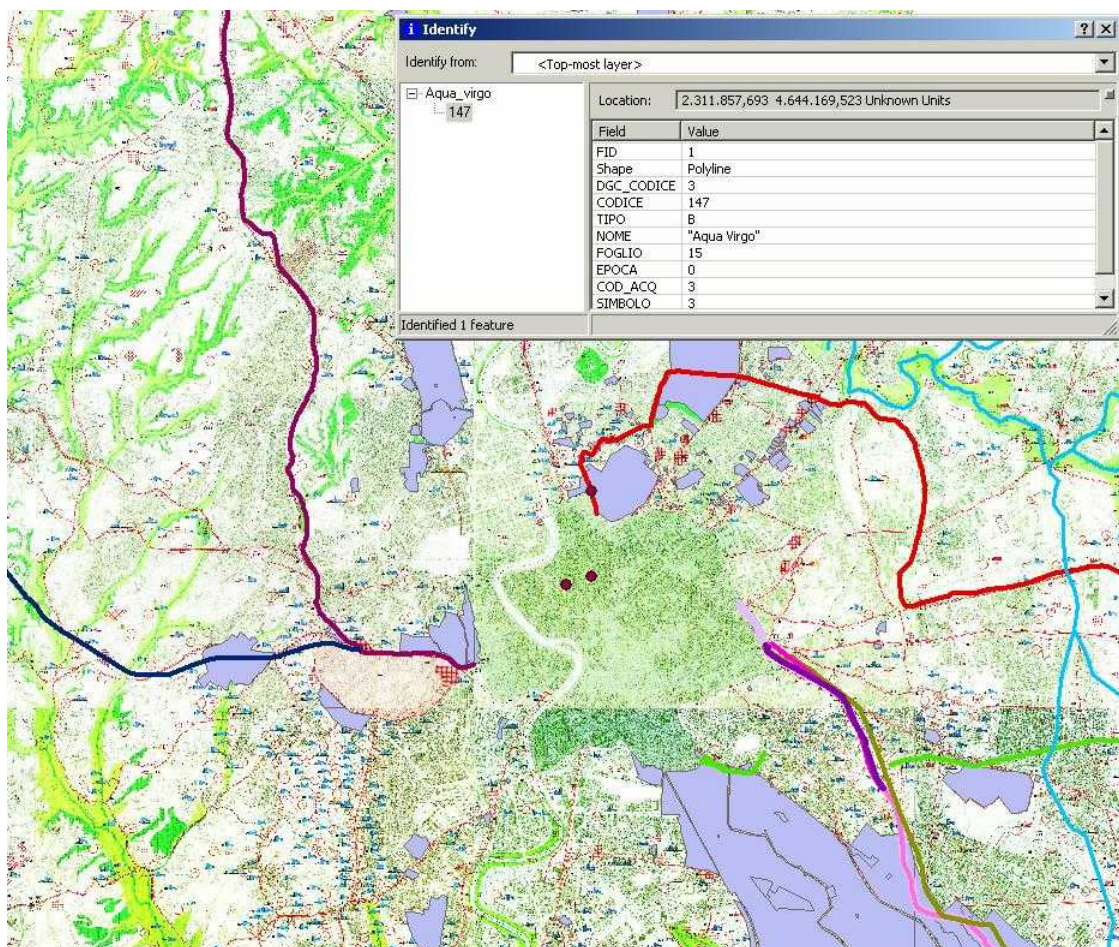 Identify
Identify from: <Top-most layer>
Aqua_virgo
147
Location: 2.311.857,693 4.644.169,523 Unknown Units
Field Value
FID 1
Shape Polyline
DGC_CODICE 3
CODICE 147
TIPO B
NOME "Aqua Virgo"
FOGLIO 15
EPOCA 0
COD_ACQ 3
SIMBOLO 3
Identified 1 feature